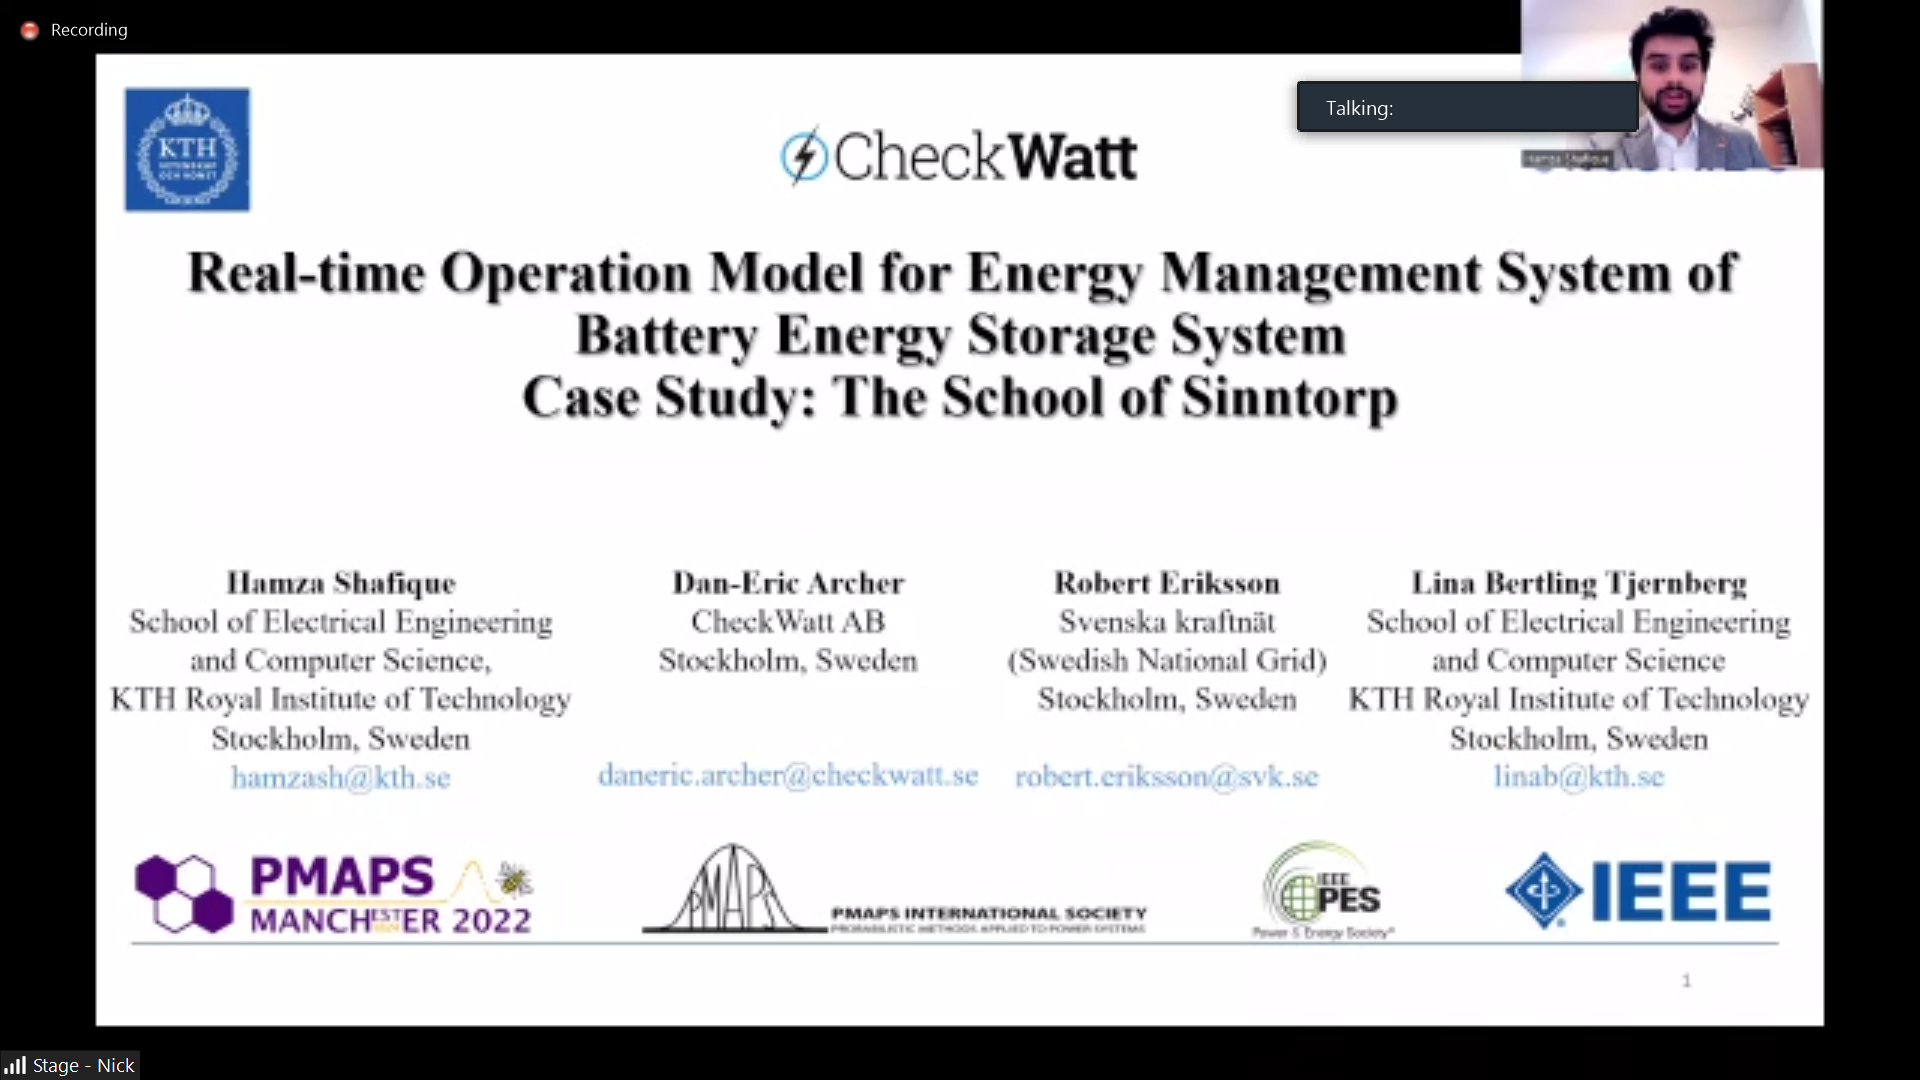 Recording
Talking:
Hamza Shafique
KTH
VETENSKAP
OCH KONST
CheckWatt
Real-time Operation Model for Energy Management System of
Battery Energy Storage System
Case Study: The School of Sinntorp
Hamza Shafique
School of Electrical Engineering
and Computer Science,
KTH Royal Institute of Technology
Stockholm, Sweden
hamzash@kth.se
Dan-Eric Archer
CheckWatt AB
Stockholm, Sweden
daneric.archer@checkwatt.se
Robert Eriksson
Svenska kraftnät
(Swedish National Grid)
Stockholm, Sweden
robert.eriksson@svk.se
Lina Bertling Tjernberg
School of Electrical Engineering
and Computer Science
KTH Royal Institute of Technology
Stockholm, Sweden
linab@kth.se
PMAPS
MANCHESTER 2022
PMAPS
PMAPS INTERNATIONAL SOCIETY
PROBABILISTIC METHODS APPLIED TO POWER SYSTEMS
IEEE
PES
Power & Energy Society®
IEEE
1
Stage - Nick